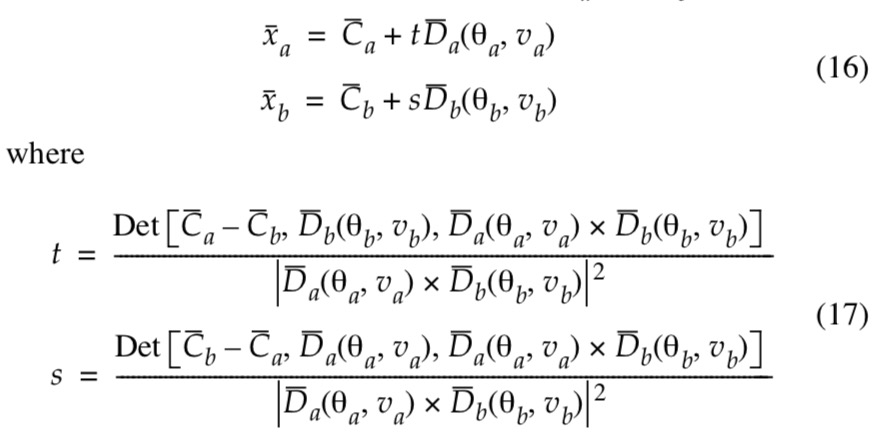 x̄_a = C̄_a + tD̄_a(θ_a, v_a)
(16)
x̄_b = C̄_b + sD̄_b(θ_b, v_b)
where
t = Det[C̄_a − C̄_b, D̄_b(θ_b, v_b), D̄_a(θ_a, v_a) × D̄_b(θ_b, v_b)] / |D̄_a(θ_a, v_a) × D̄_b(θ_b, v_b)|²
(17)
s = Det[C̄_b − C̄_a, D̄_a(θ_a, v_a), D̄_a(θ_a, v_a) × D̄_b(θ_b, v_b)] / |D̄_a(θ_a, v_a) × D̄_b(θ_b, v_b)|²